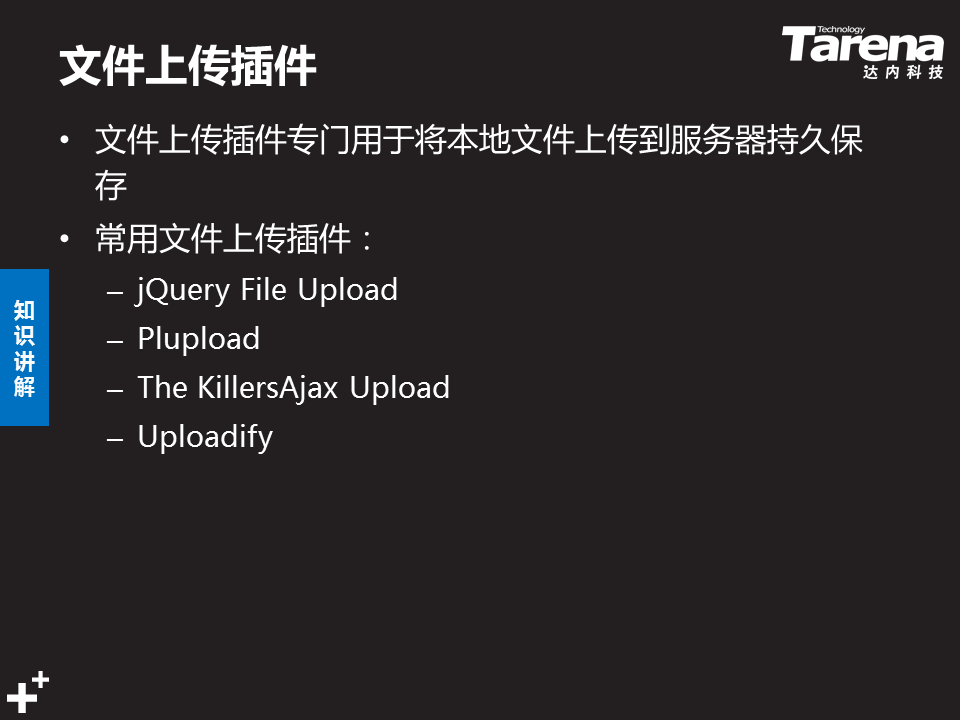 文件上传插件
Technology
Tarena
达内科技
• 文件上传插件专门用于将本地文件上传到服务器持久保
存
• 常用文件上传插件：
– jQuery File Upload
– Plupload
– The KillersAjax Upload
– Uploadify
知
识
讲
解